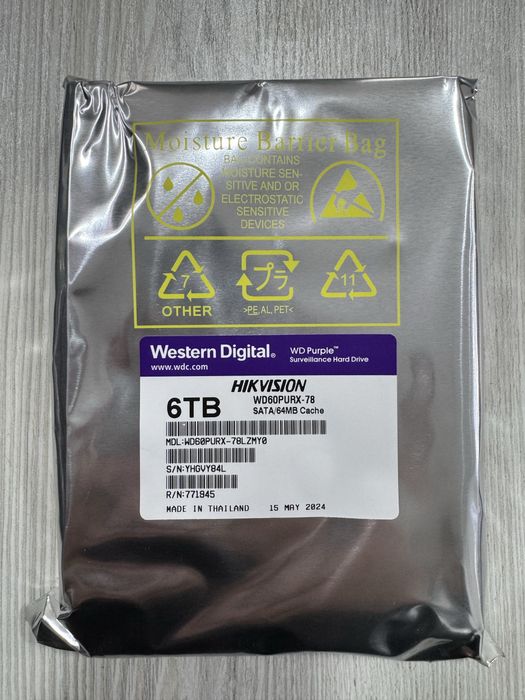 Moisture Barrier Bag
BAG CONTAINS
MOISTURE SEN-
SITIVE AND OR
ELECTROSTATIC
SENSITIVE
DEVICES
7
OTHER
プラ
>PE, AL, PET<
11
Western Digital®
www.wdc.com
WD Purple™
Surveillance Hard Drive
HIKVISION
6TB
WD60PURX-78
SATA/64MB Cache
MDL:WD60PURX-78LZMY0
S/N:YHGVY84L
R/N:771945
MADE IN THAILAND 15 MAY 2024